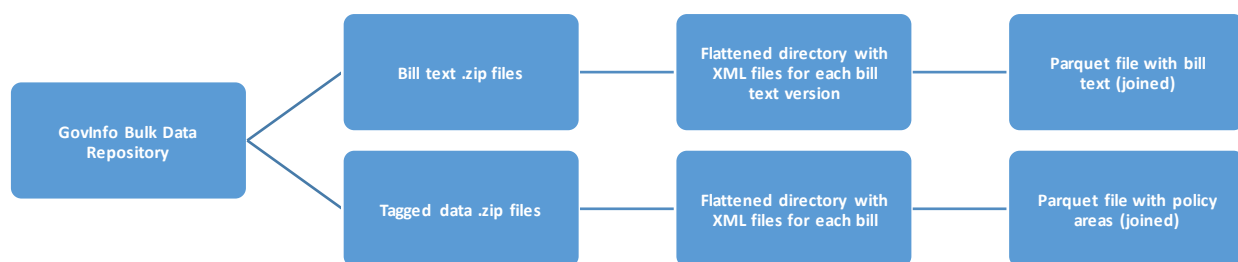 GovInfo Bulk Data
Repository
Bill text .zip files
Flattened directory with
XML files for each bill
text version
Parquet file with bill
text (joined)
Tagged data .zip files
Flattened directory with
XML files for each bill
Parquet file with policy
areas (joined)